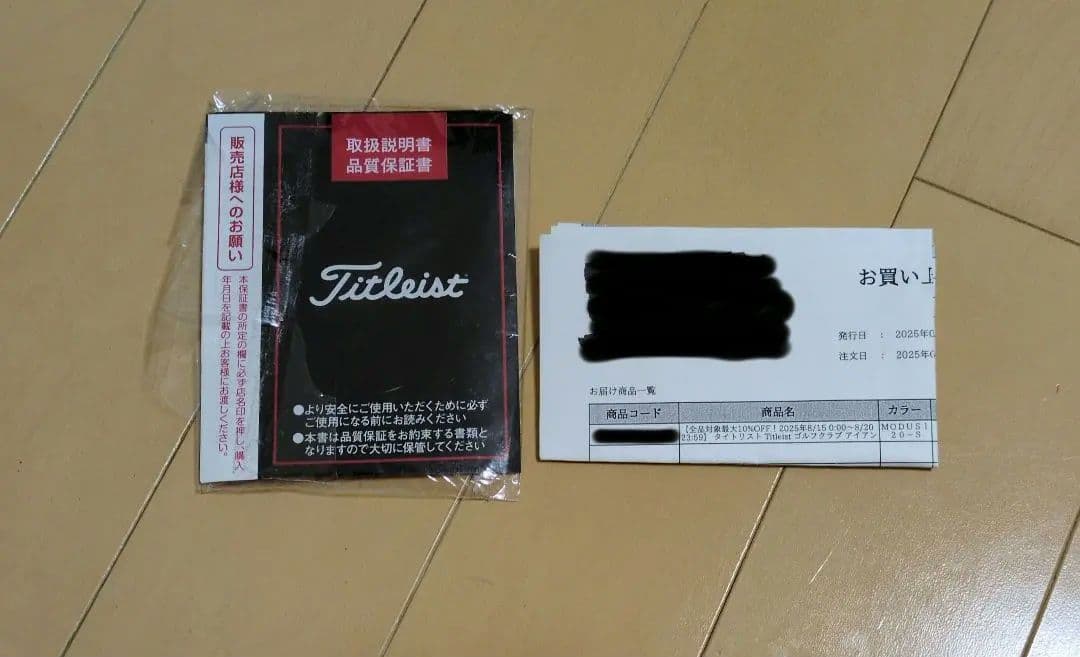 販売店様へのお願い
本保証書の所定の欄に必ず店名印を押し、購入
年月日を記載の上お客様にお渡しください。
取扱説明書
品質保証書
Titleist
●より安全にご使用いただくために必ず
ご使用になる前にお読みください
●本書は品質保証をお約束する書類と
なりますので大切に保管してください
お買い上
発行日 : 2025年0
注文日 : 2025年0
お届け商品一覧
商品コード 商品名 カラー
【全品対象最大10%OFF！2025年8/15 0:00～8/20 MODUS1
23:59】 タイトリスト Titleist ゴルフクラブ アイアン 20－S